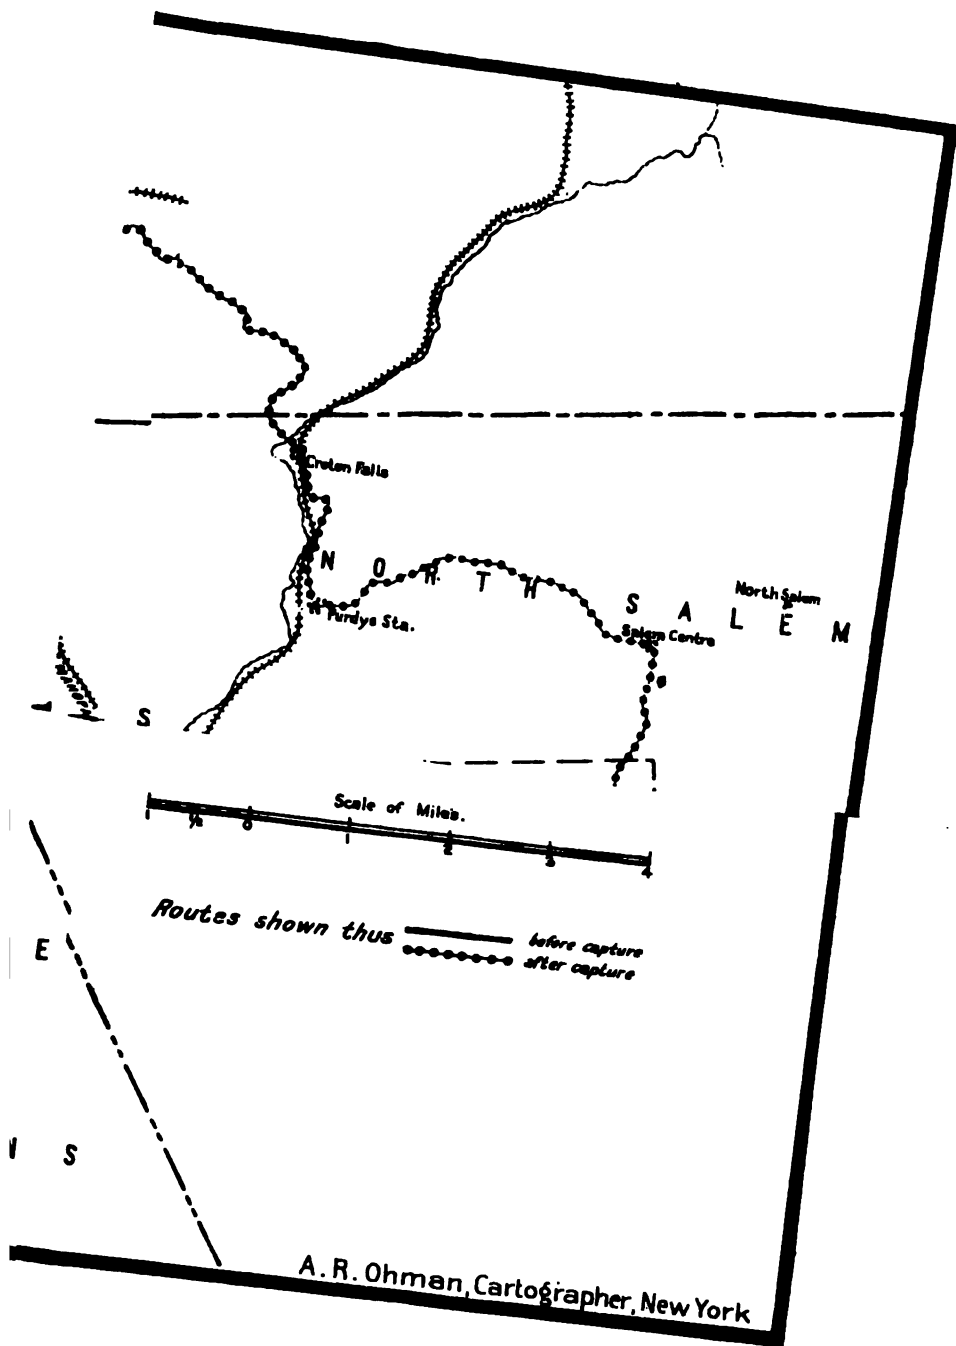 Croton Falls
N O R T H S A L E M
North Salem
Purdys Sta.
Salem Centre
L S
Scale of Miles.
1 ½ 0 1 2 3 4
Routes shown thus
before capture
after capture
E
S
A. R. Ohman, Cartographer, New York